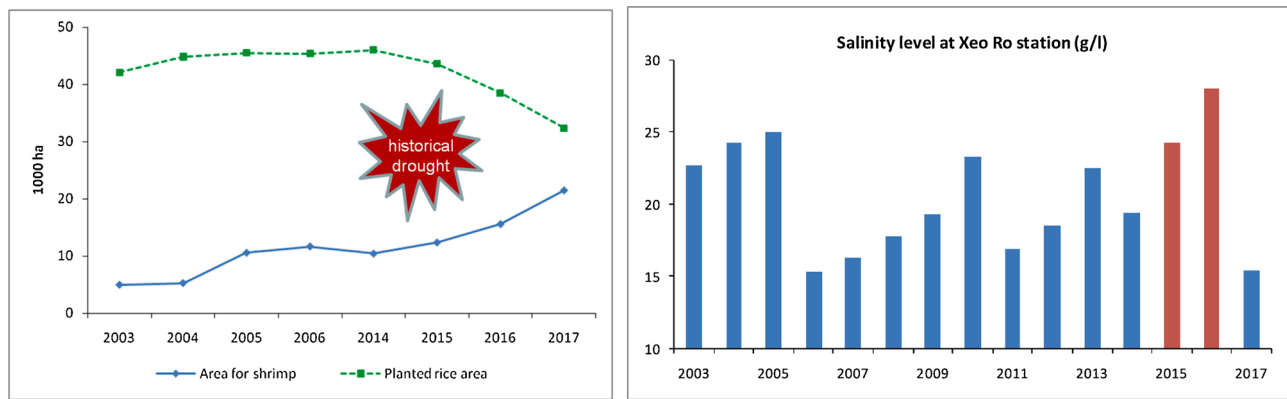 50
40
30
20
10
0
1000 ha
historical
drought
2003 2004 2005 2006 2014 2015 2016 2017
Area for shrimp Planted rice area
Salinity level at Xeo Ro station (g/l)
30
25
20
15
10
2003 2005 2007 2009 2011 2013 2015 2017